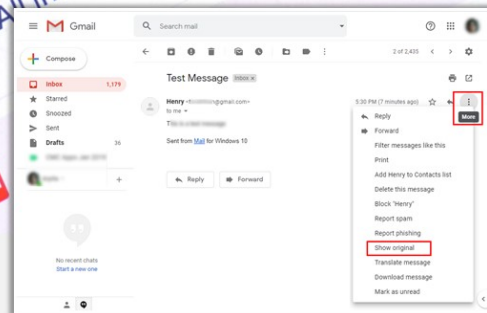 Gmail
Search mail
Compose
2 of 2,435
Inbox 1,179
Starred
Snoozed
Sent
Drafts 36
Test Message Inbox x
Henry @gmail.com>
to me
5:30 PM (7 minutes ago)
More
Sent from Mail for Windows 10
Reply Forward
Reply
Forward
Filter messages like this
Print
Add Henry to Contacts list
Delete this message
Block "Henry"
Report spam
Report phishing
Show original
Translate message
Download message
Mark as unread
No recent chats
Start a new one